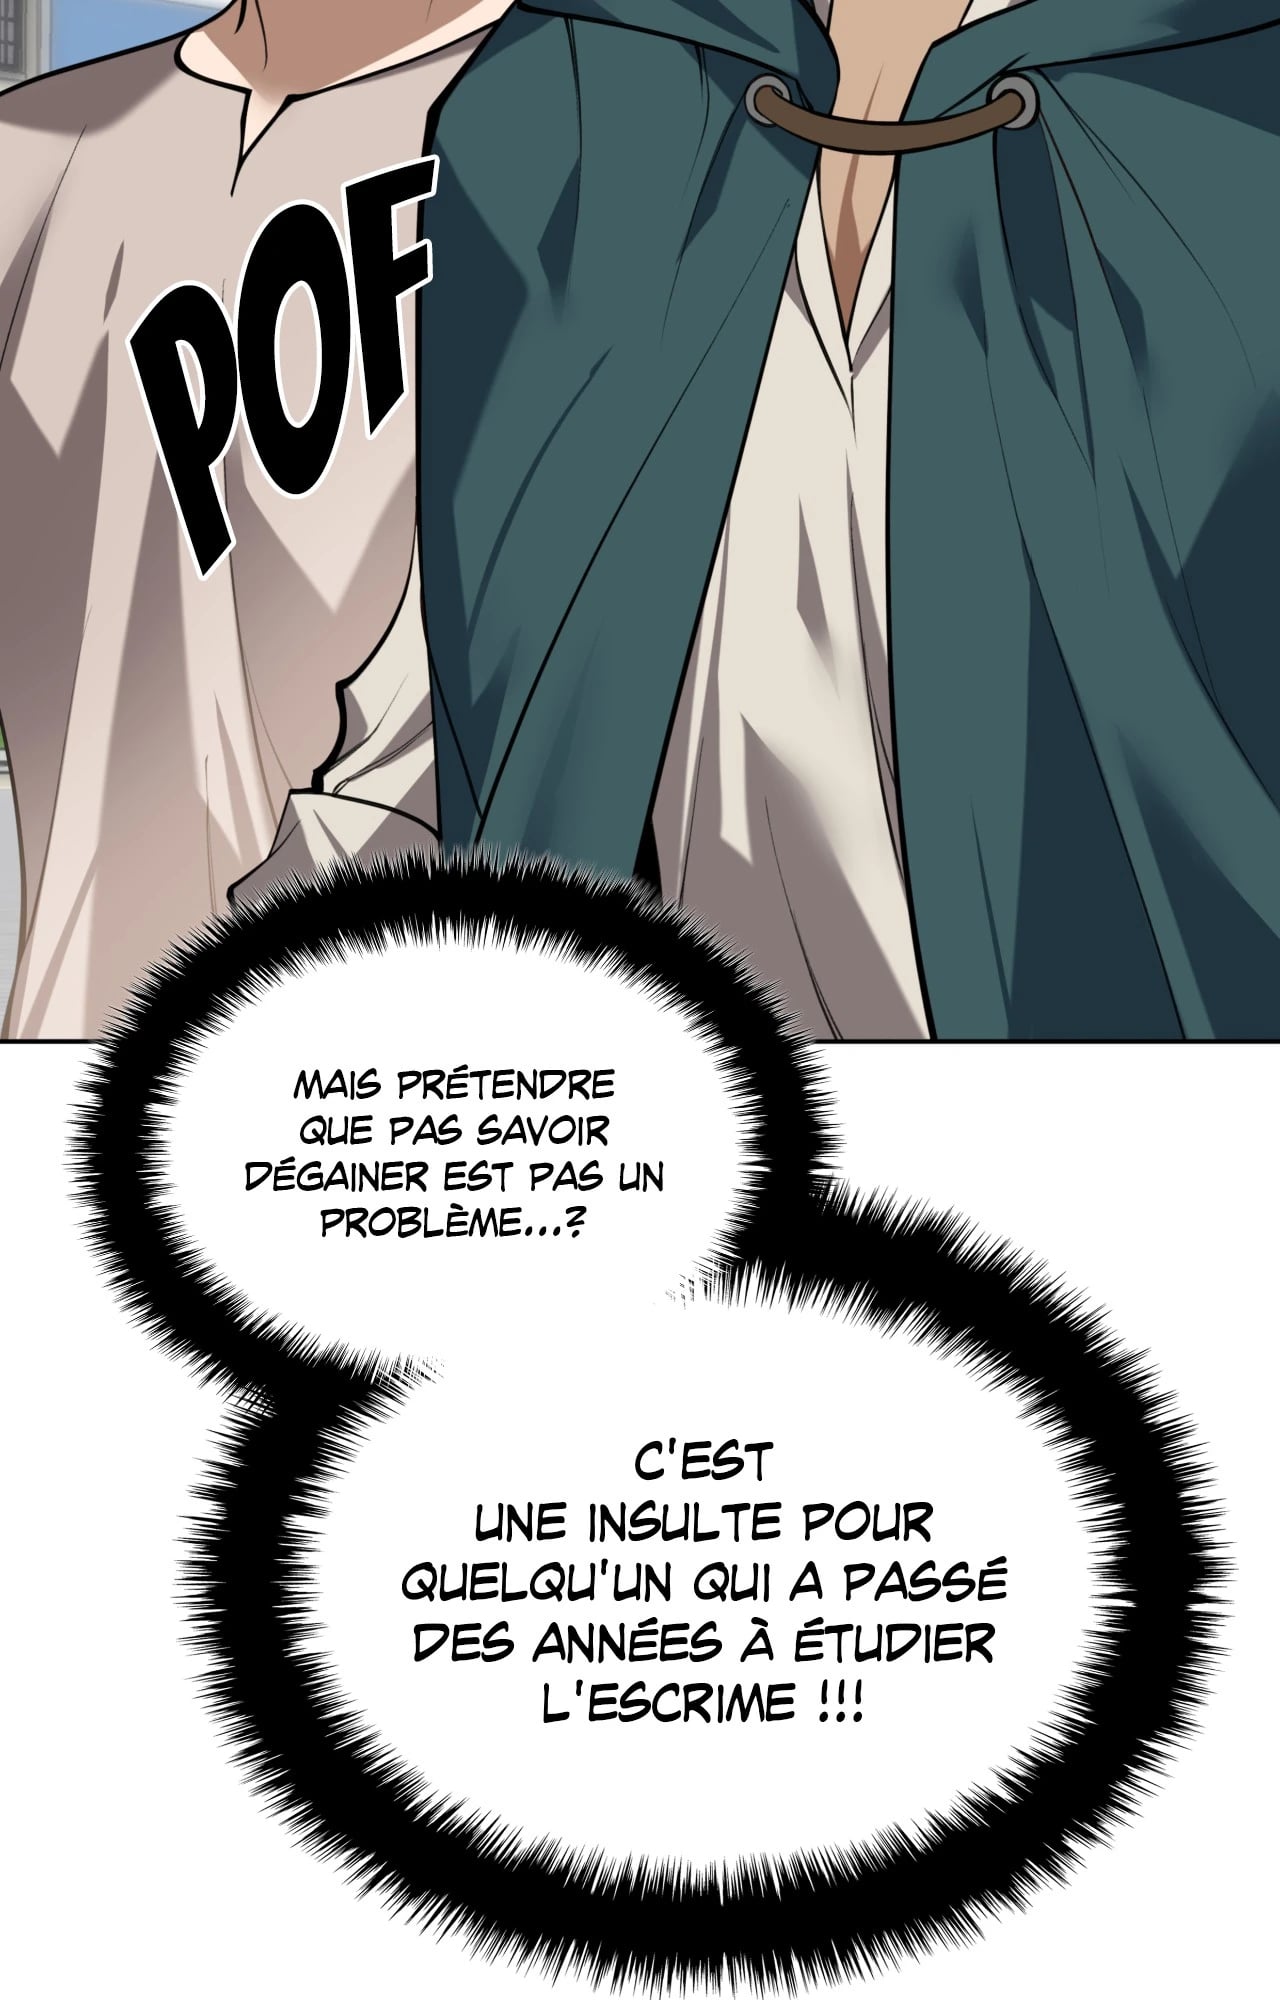 POF
MAIS PRÉTENDRE
QUE PAS SAVOIR
DÉGAINER EST PAS UN
PROBLÈME...?
C'EST
UNE INSULTE POUR
QUELQU'UN QUI A PASSÉ
DES ANNÉES À ÉTUDIER
L'ESCRIME !!!